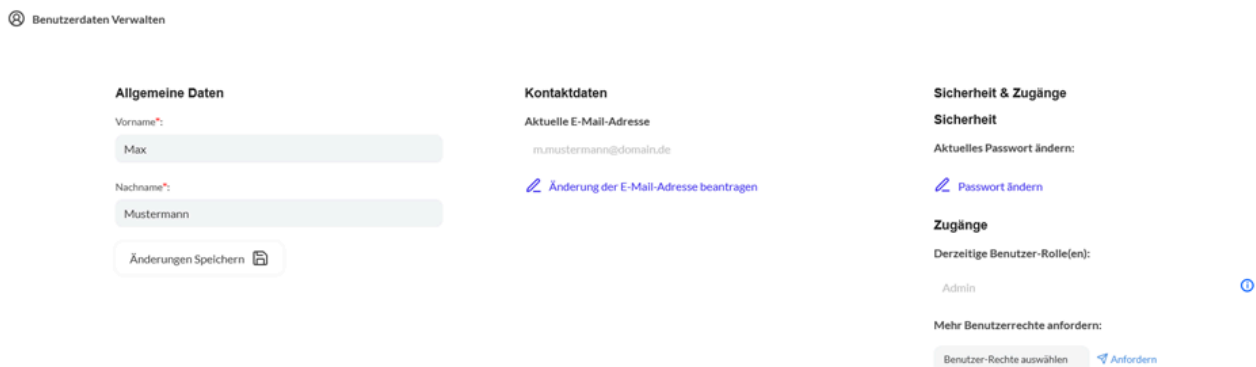 Benutzerdaten Verwalten
Allgemeine Daten
Vorname*:
Max
Nachname*:
Mustermann
Änderungen Speichern
Kontaktdaten
Aktuelle E-Mail-Adresse
m.mustermann@domain.de
Änderung der E-Mail-Adresse beantragen
Sicherheit & Zugänge
Sicherheit
Aktuelles Passwort ändern:
Passwort ändern
Zugänge
Derzeitige Benutzer-Rolle(en):
Admin
Mehr Benutzerrechte anfordern:
Benutzer-Rechte auswählen
Anfordern